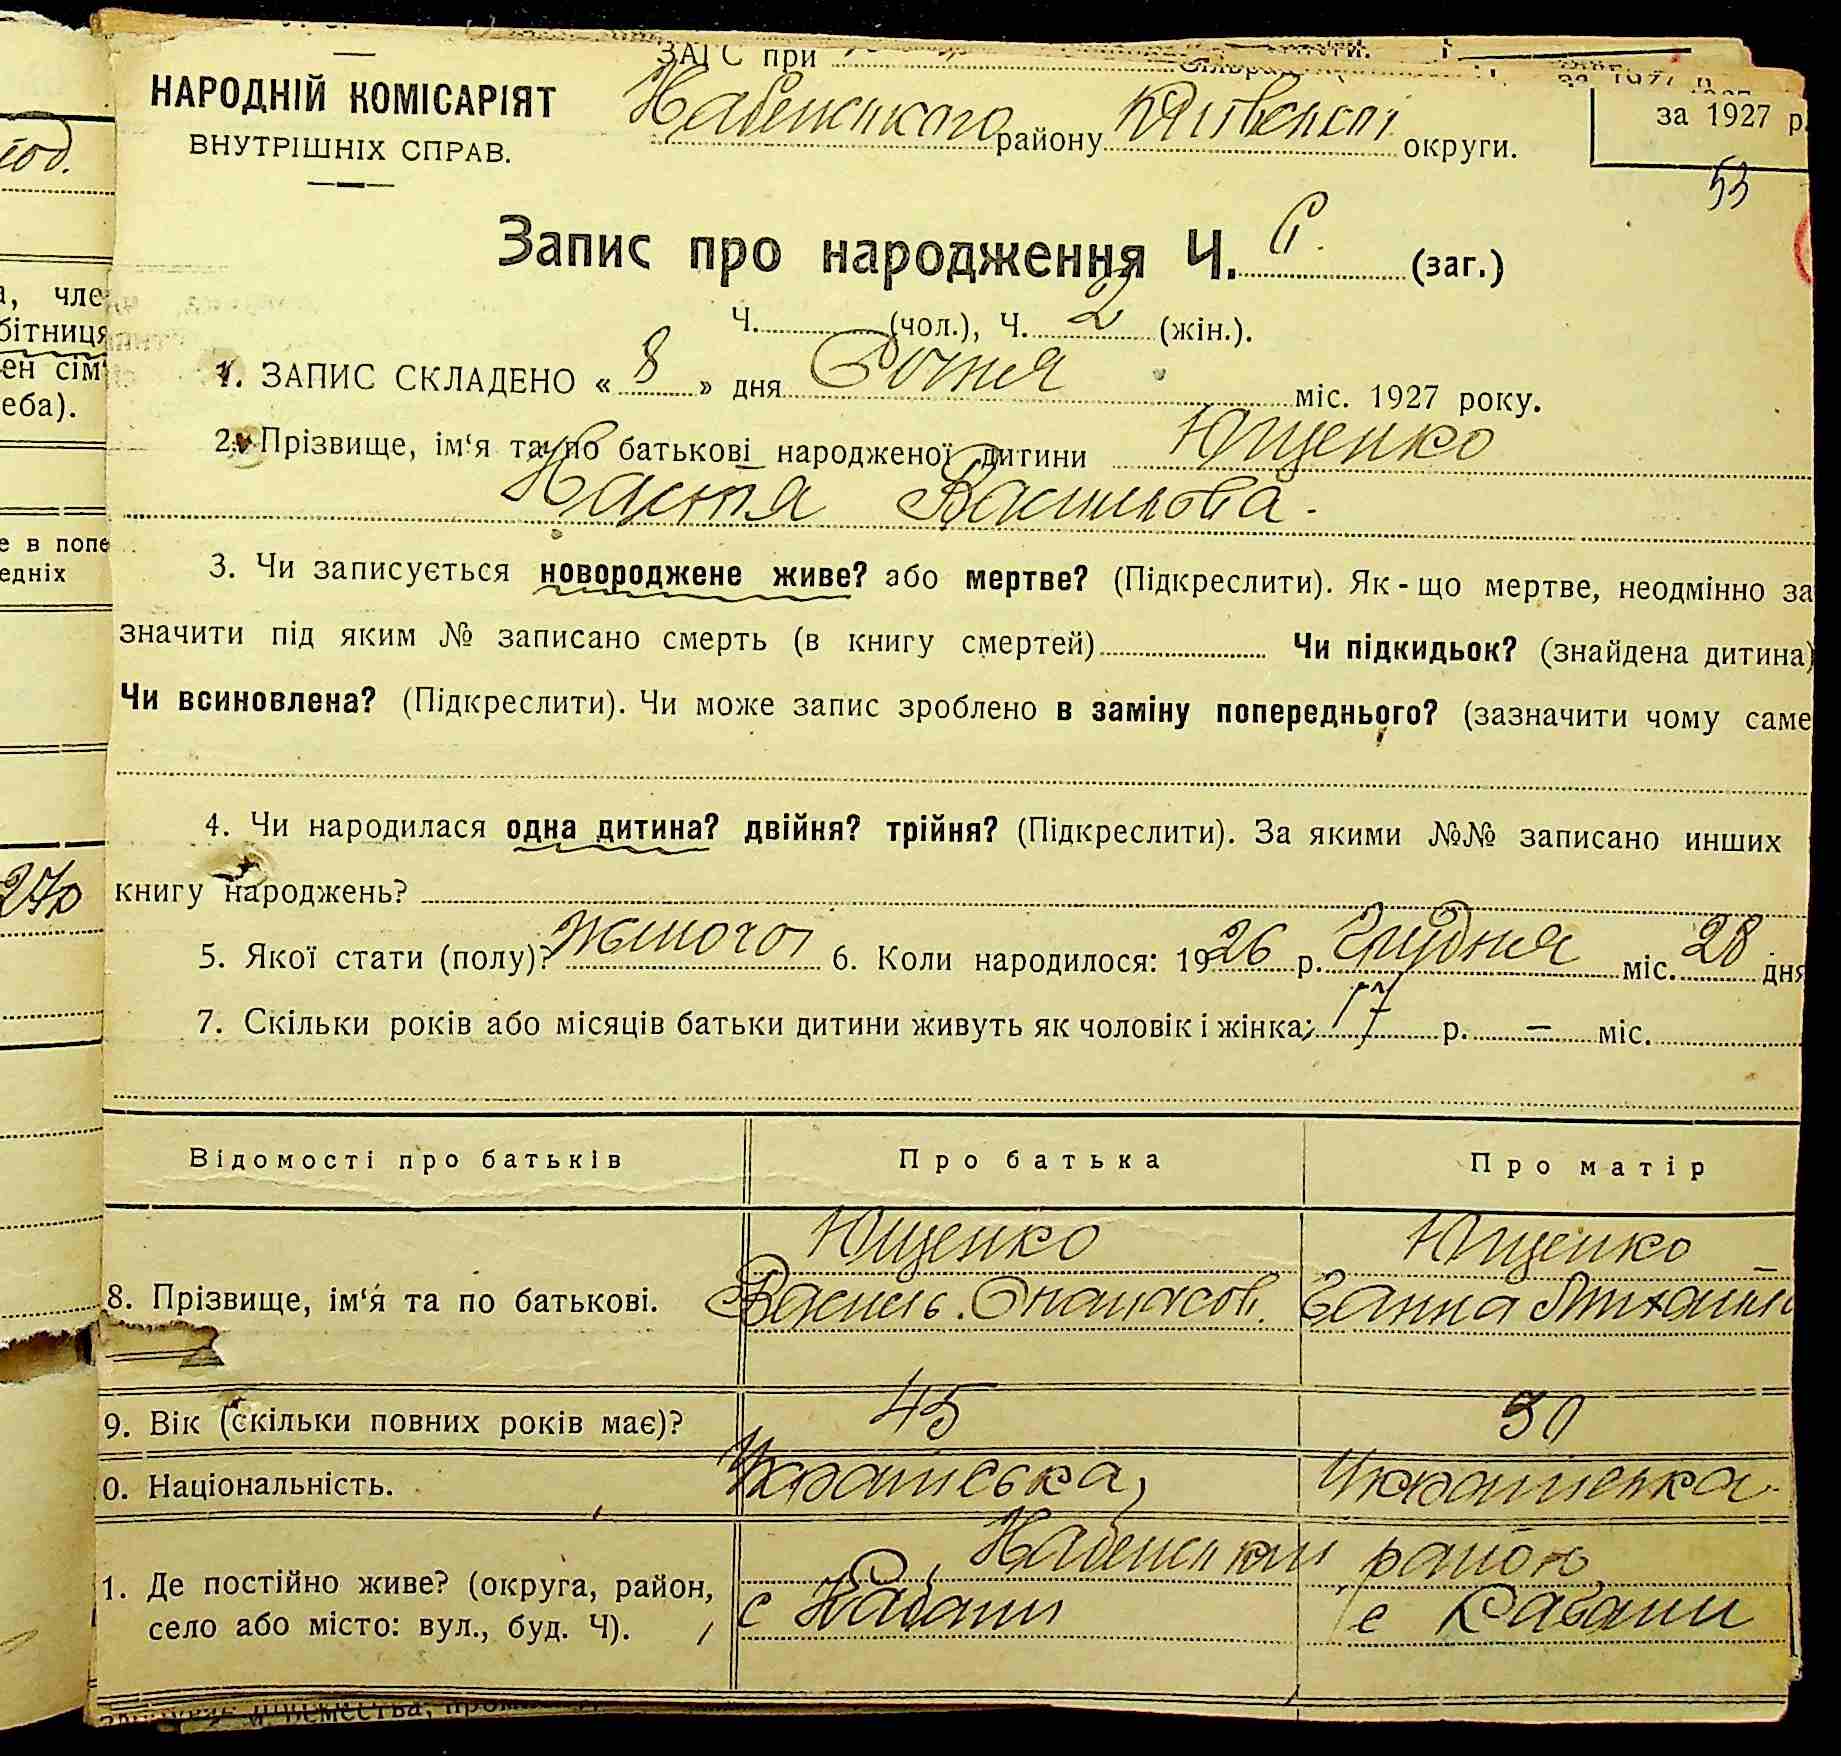 ЗАГС при
НАРОДНІЙ КОМІСАРІЯТ
ВНУТРІШНІХ СПРАВ.
району Київської округи.
за 1927 р.
53
Запис про народження Ч. (заг.)
Ч. (чол.), Ч. 2 (жін.).
1. ЗАПИС СКЛАДЕНО « 8 » дня Січня міс. 1927 року.
2. Прізвище, ім‘я та по батькові народженої дитини Ющенко
Настя Василова.
3. Чи записується новороджене живе? або мертве? (Підкреслити). Як-що мертве, неодмінно за
значити під яким № записано смерть (в книгу смертей) Чи підкидьок? (знайдена дитина)
Чи всиновлена? (Підкреслити). Чи може запис зроблено в заміну попереднього? (зазначити чому саме
4. Чи народилася одна дитина? двійня? трійня? (Підкреслити). За якими №№ записано инших
книгу народжень?
5. Якої стати (полу)? жіночої 6. Коли народилося: 1926 р. Грудня міс. 28 дня
7. Скільки років або місяців батьки дитини живуть як чоловік і жінка; 17 р. — міс.
Відомості про батьків Про батька Про матір
Ющенко Ющенко
8. Прізвище, ім‘я та по батькові. Василь Опанасов. Ганна
9. Вік (скільки повних років має)? 45
0. Національність. Українська, Українська
район
1. Де постійно живе? (округа, район,
село або місто: вул., буд. Ч).